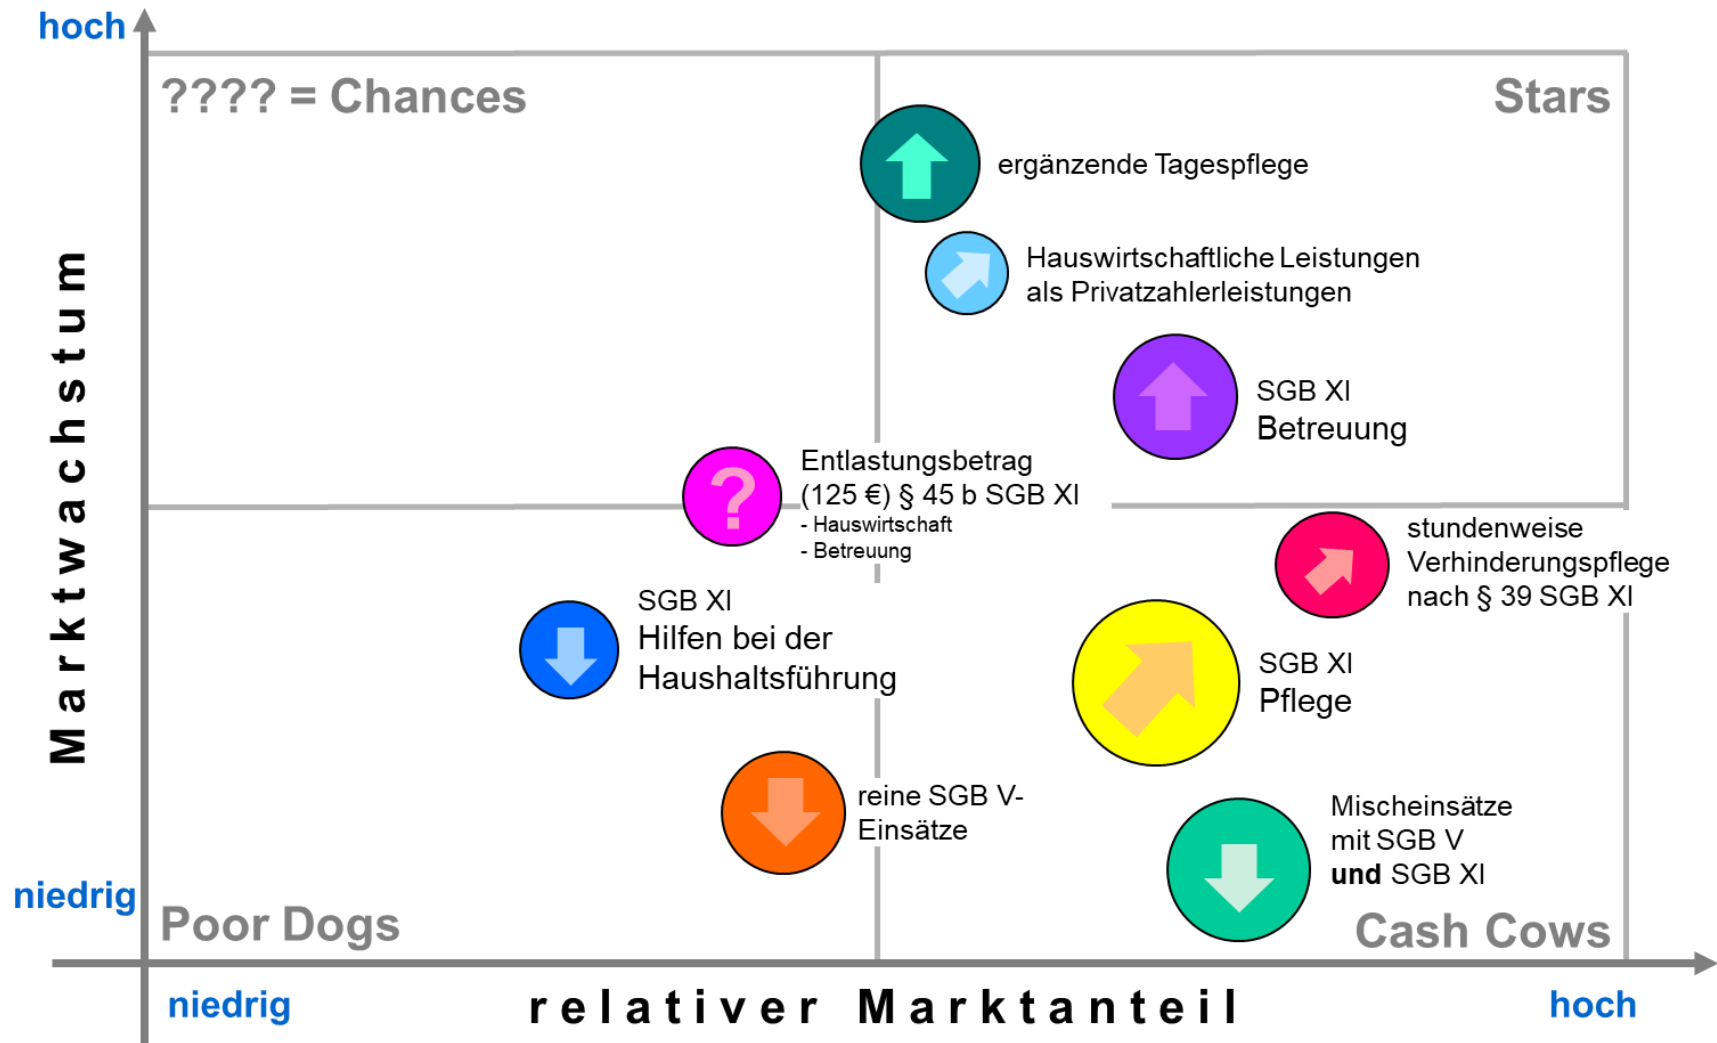 hoch
???? = Chances
Stars
ergänzende Tagespflege
Hauswirtschaftliche Leistungen
als Privatzahlerleistungen
SGB XI
Betreuung
?
Entlastungsbetrag
(125 €) § 45 b SGB XI
- Hauswirtschaft
- Betreuung
stundenweise
Verhinderungspflege
nach § 39 SGB XI
SGB XI
Hilfen bei der
Haushaltsführung
SGB XI
Pflege
reine SGB V-
Einsätze
Mischeinsätze
mit SGB V
und SGB XI
Marktwachstum
niedrig
Poor Dogs
Cash Cows
niedrig
relativer Marktanteil
hoch